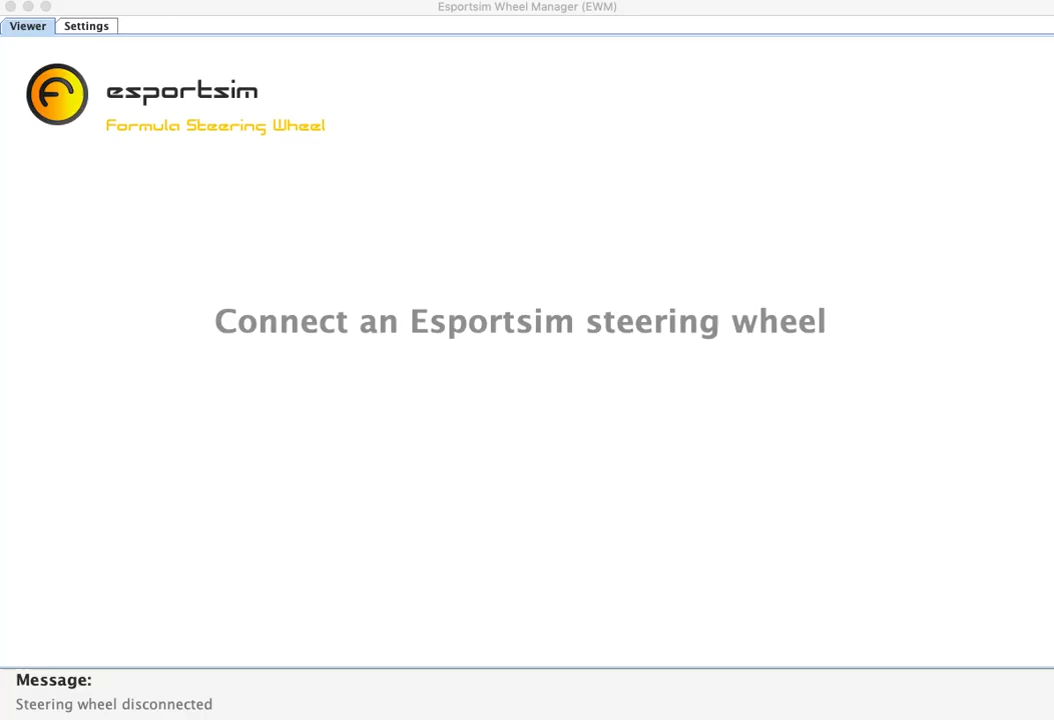 Esportsim Wheel Manager (EWM)
Viewer Settings
esportsim
Formula Steering Wheel
Connect an Esportsim steering wheel
Message:
Steering wheel disconnected